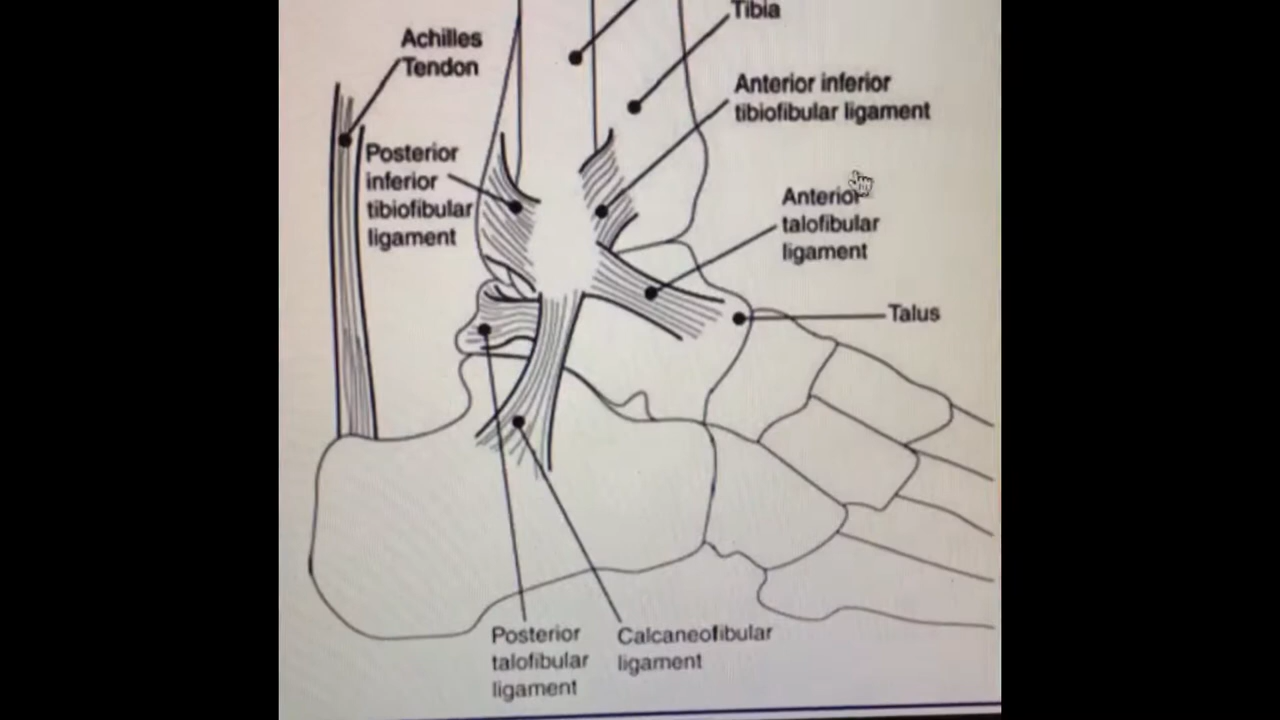 Tibia
Achilles
Tendon
Anterior inferior
tibiofibular ligament
Posterior
inferior
tibiofibular
ligament
Anterior
talofibular
ligament
Talus
Posterior
talofibular
ligament
Calcaneofibular
ligament